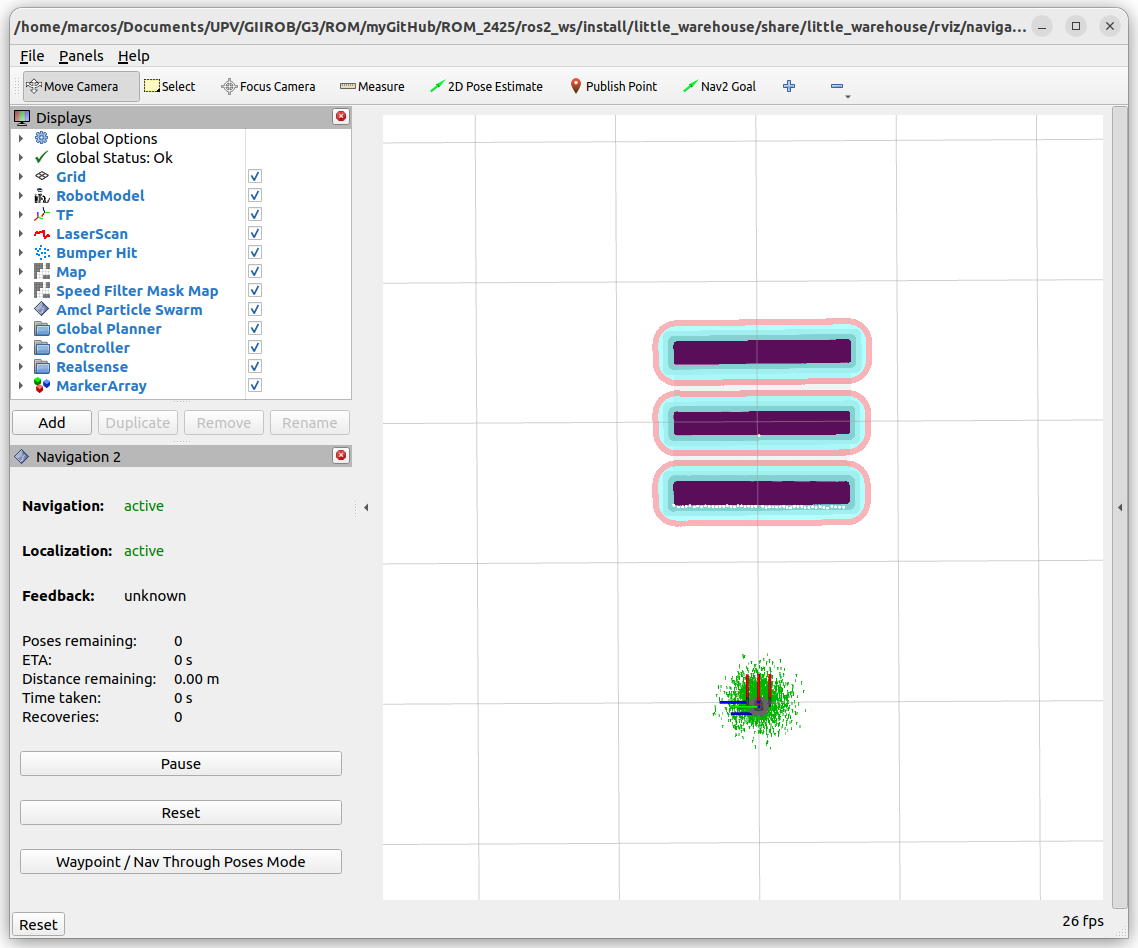 /home/marcos/Documents/UPV/GIIROB/G3/ROM/myGitHub/ROM_2425/ros2_ws/install/little_warehouse/share/little_warehouse/rviz/naviga...
File Panels Help
Move Camera Select Focus Camera Measure 2D Pose Estimate Publish Point Nav2 Goal
Displays
Global Options
Global Status: Ok
Grid
RobotModel
TF
LaserScan
Bumper Hit
Map
Speed Filter Mask Map
Amcl Particle Swarm
Global Planner
Controller
Realsense
MarkerArray
Add Duplicate Remove Rename
Navigation 2
Navigation: active
Localization: active
Feedback: unknown
Poses remaining: 0
ETA: 0 s
Distance remaining: 0.00 m
Time taken: 0 s
Recoveries: 0
Pause
Reset
Waypoint / Nav Through Poses Mode
Reset 26 fps